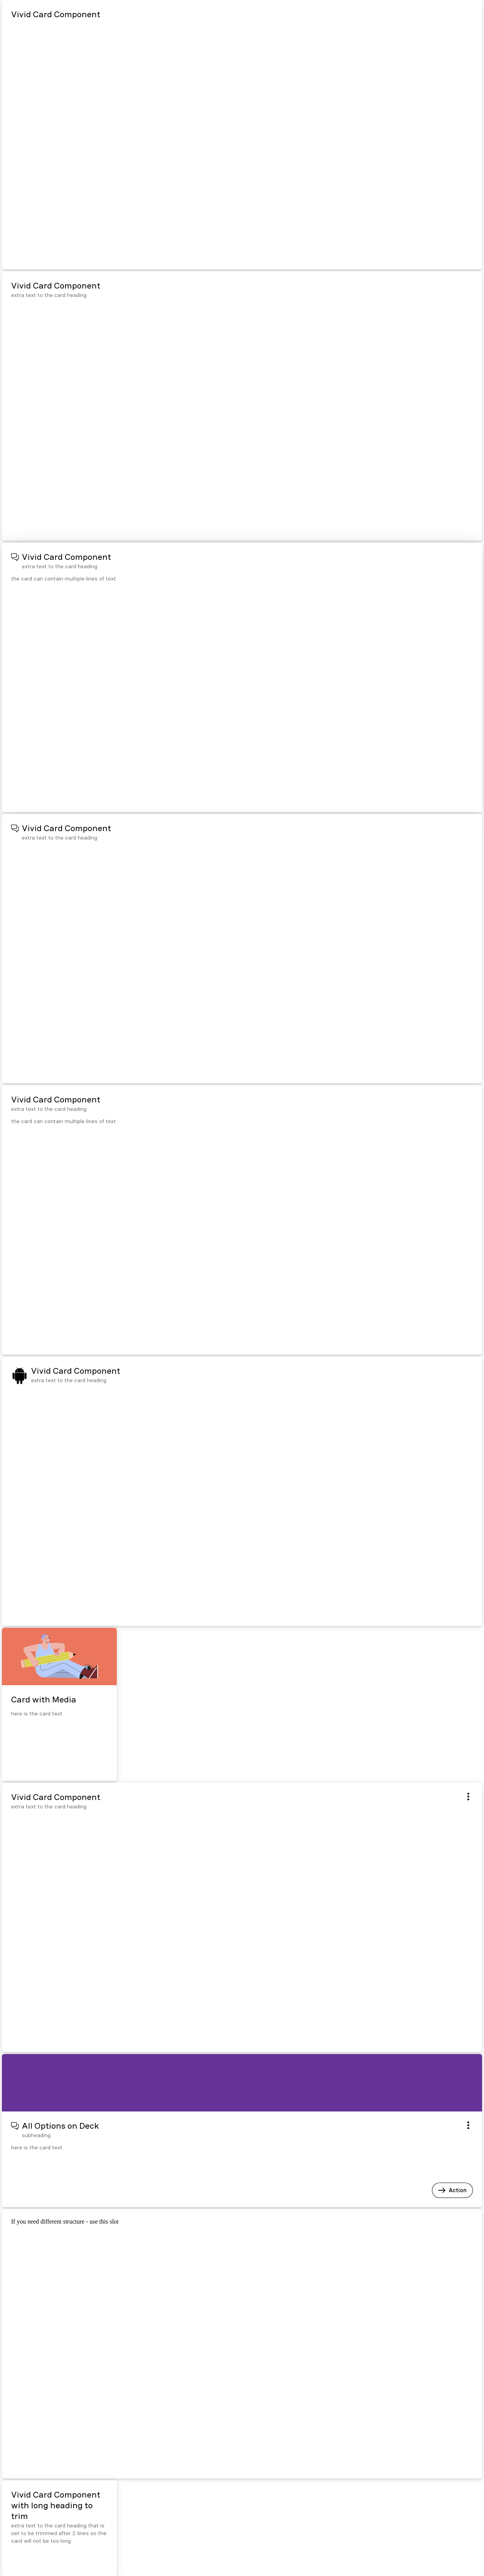 Vivid Card Component
Vivid Card Component
extra text to the card heading
Vivid Card Component
extra text to the card heading
the card can contain multiple lines of text
Vivid Card Component
extra text to the card heading
Vivid Card Component
extra text to the card heading
the card can contain multiple lines of text
Vivid Card Component
extra text to the card heading
Card with Media
here is the card text
Vivid Card Component
extra text to the card heading
All Options on Deck
subheading
here is the card text
Action
If you need different structure - use this slot
Vivid Card Component
with long heading to
trim
extra text to the card heading that is
set to be trimmed after 2 lines so the
card will not be too long